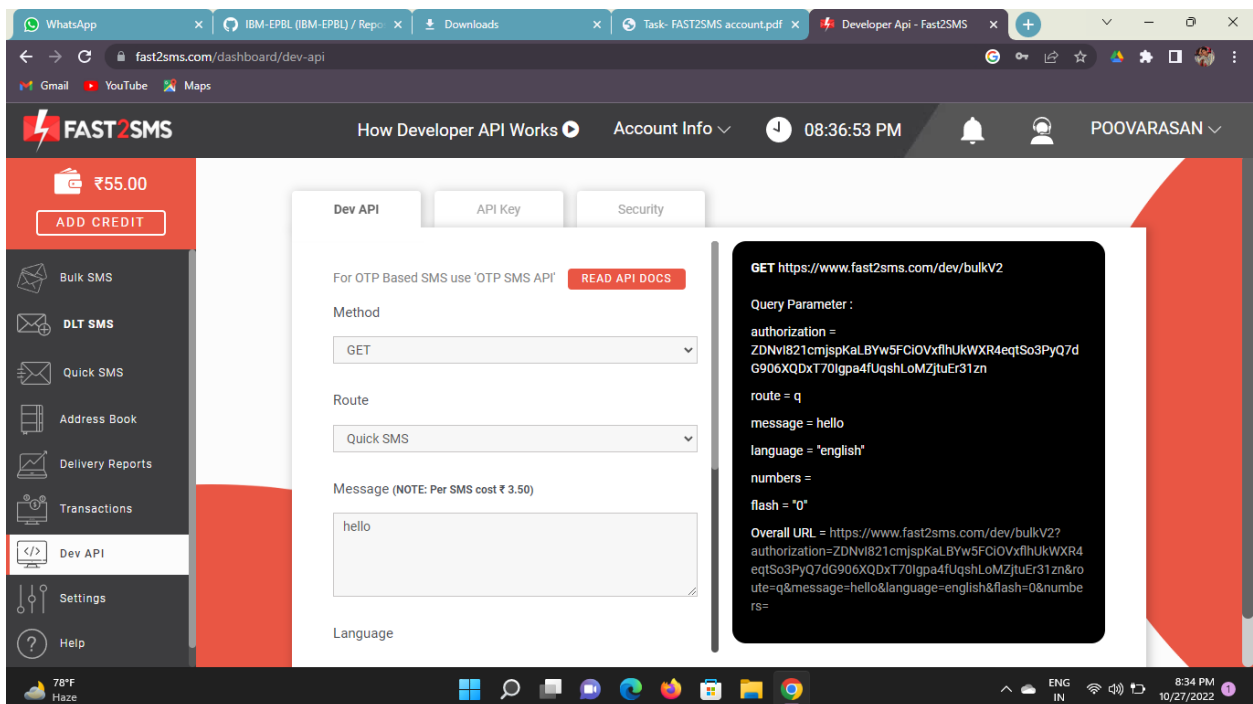 WhatsApp
IBM-EPBL (IBM-EPBL) / Repo
Downloads
Task- FAST2SMS account.pdf
Developer Api - Fast2SMS
fast2sms.com/dashboard/dev-api
Gmail
YouTube
Maps
FAST2SMS
How Developer API Works
Account Info
08:36:53 PM
POOVARASAN
₹55.00
ADD CREDIT
Bulk SMS
DLT SMS
Quick SMS
Address Book
Delivery Reports
Transactions
Dev API
Settings
Help
Dev API
API Key
Security
For OTP Based SMS use 'OTP SMS API'
READ API DOCS
Method
GET
Route
Quick SMS
Message (NOTE: Per SMS cost ₹ 3.50)
hello
Language
GET https://www.fast2sms.com/dev/bulkV2
Query Parameter :
authorization =
ZDNvI821cmjspKaLBYw5FCiOVxflhUkWXR4eqtSo3PyQ7d
G906XQDxT70Igpa4fUqshLoMZjtuEr31zn
route = q
message = hello
language = "english"
numbers =
flash = "0"
Overall URL = https://www.fast2sms.com/dev/bulkV2?
authorization=ZDNvI821cmjspKaLBYw5FCiOVxflhUkWXR4
eqtSo3PyQ7dG906XQDxT70Igpa4fUqshLoMZjtuEr31zn&ro
ute=q&message=hello&language=english&flash=0&numbe
rs=
78°F
Haze
ENG
IN
8:34 PM
10/27/2022
1